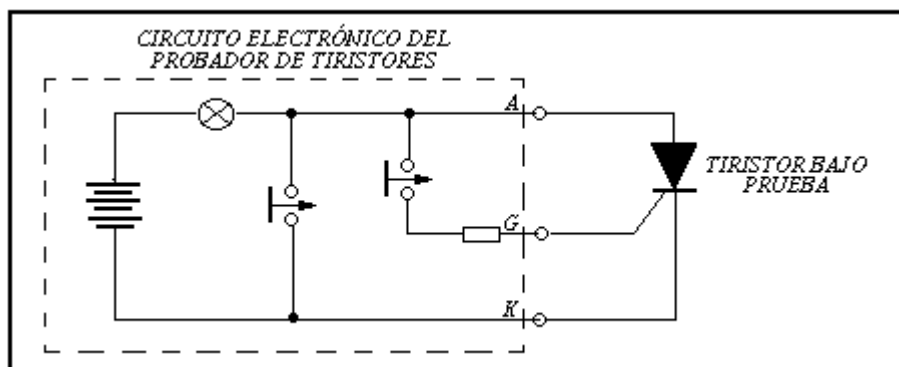 CIRCUITO ELECTRÓNICO DEL
PROBADOR DE TIRISTORES
A
TIRISTOR BAJO
PRUEBA
G
K